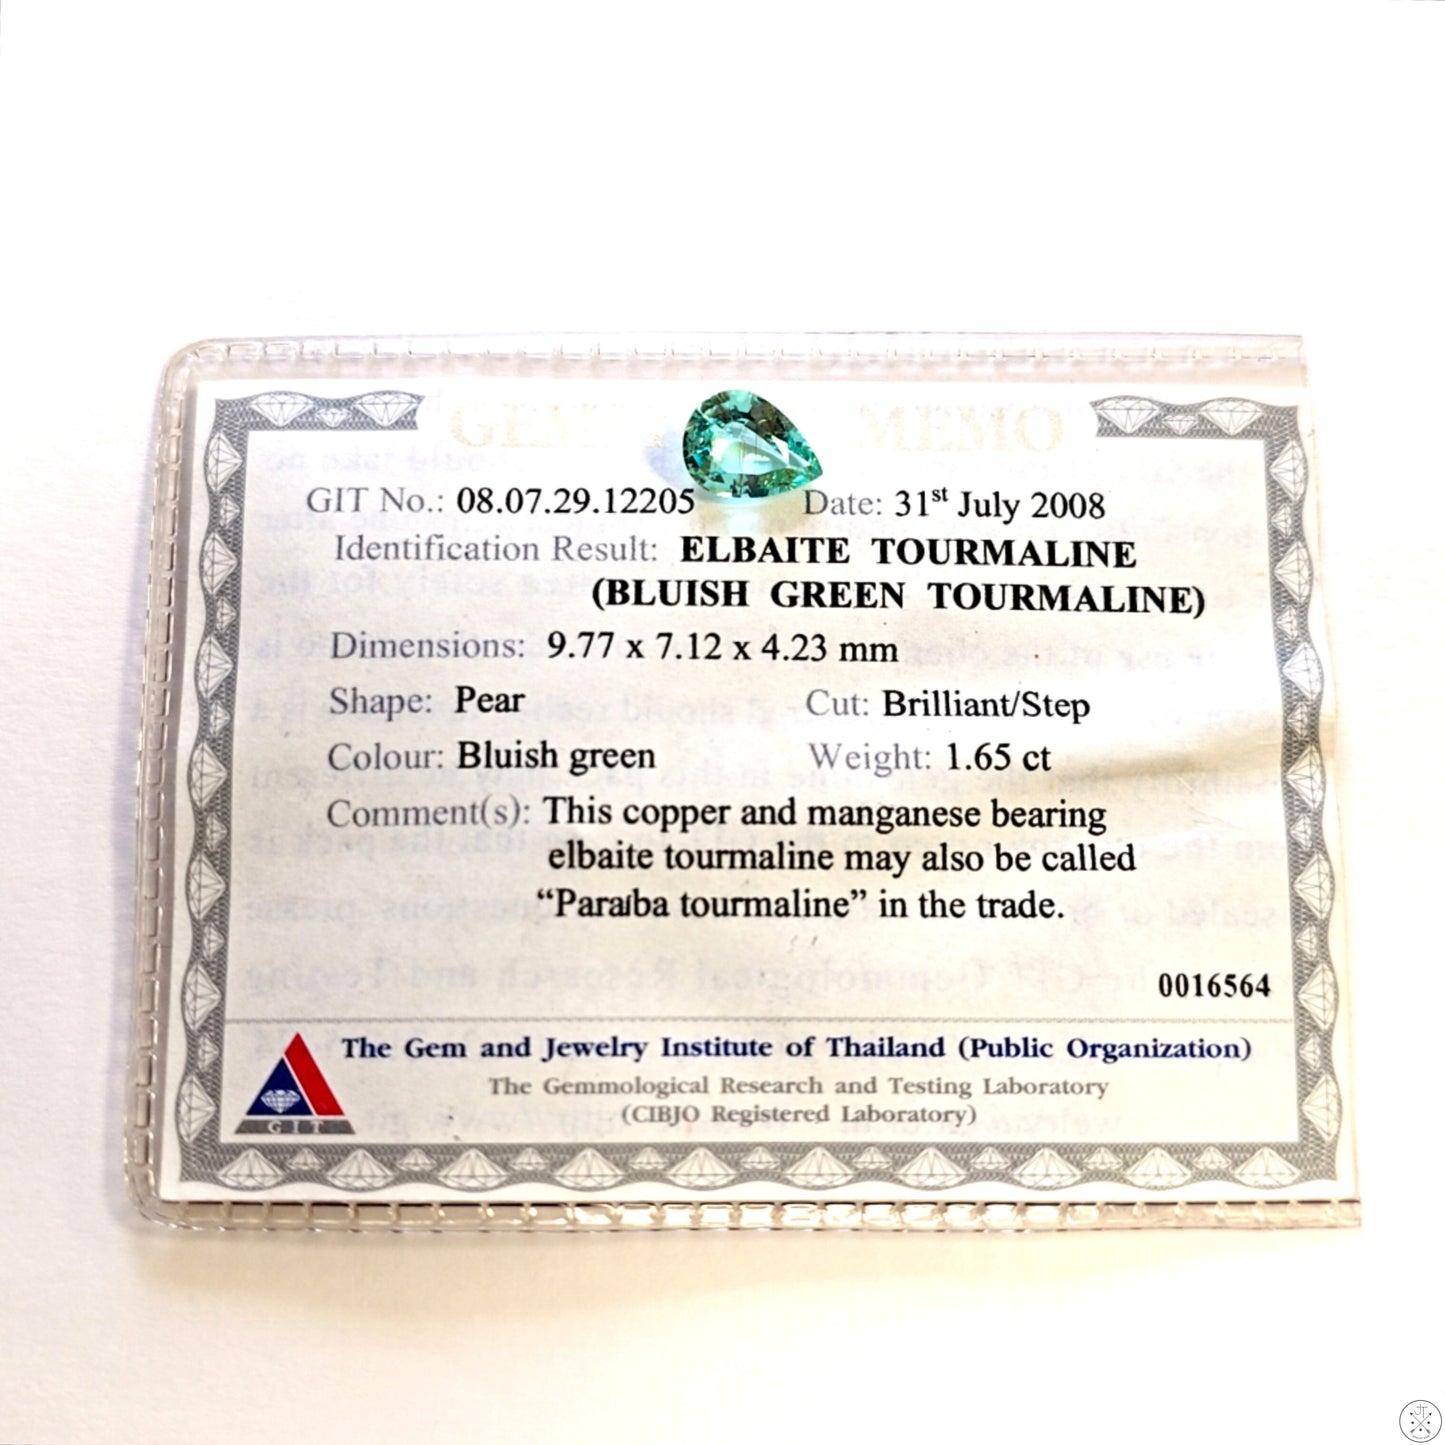 GEM MEMO
GIT No.: 08.07.29.12205 Date: 31st July 2008
Identification Result: ELBAITE TOURMALINE
(BLUISH GREEN TOURMALINE)
Dimensions: 9.77 x 7.12 x 4.23 mm
Shape: Pear Cut: Brilliant/Step
Colour: Bluish green Weight: 1.65 ct
Comment(s): This copper and manganese bearing
elbaite tourmaline may also be called
“Paraiba tourmaline” in the trade.
0016564
The Gem and Jewelry Institute of Thailand (Public Organization)
The Gemmological Research and Testing Laboratory
(CIBJO Registered Laboratory)
GIT